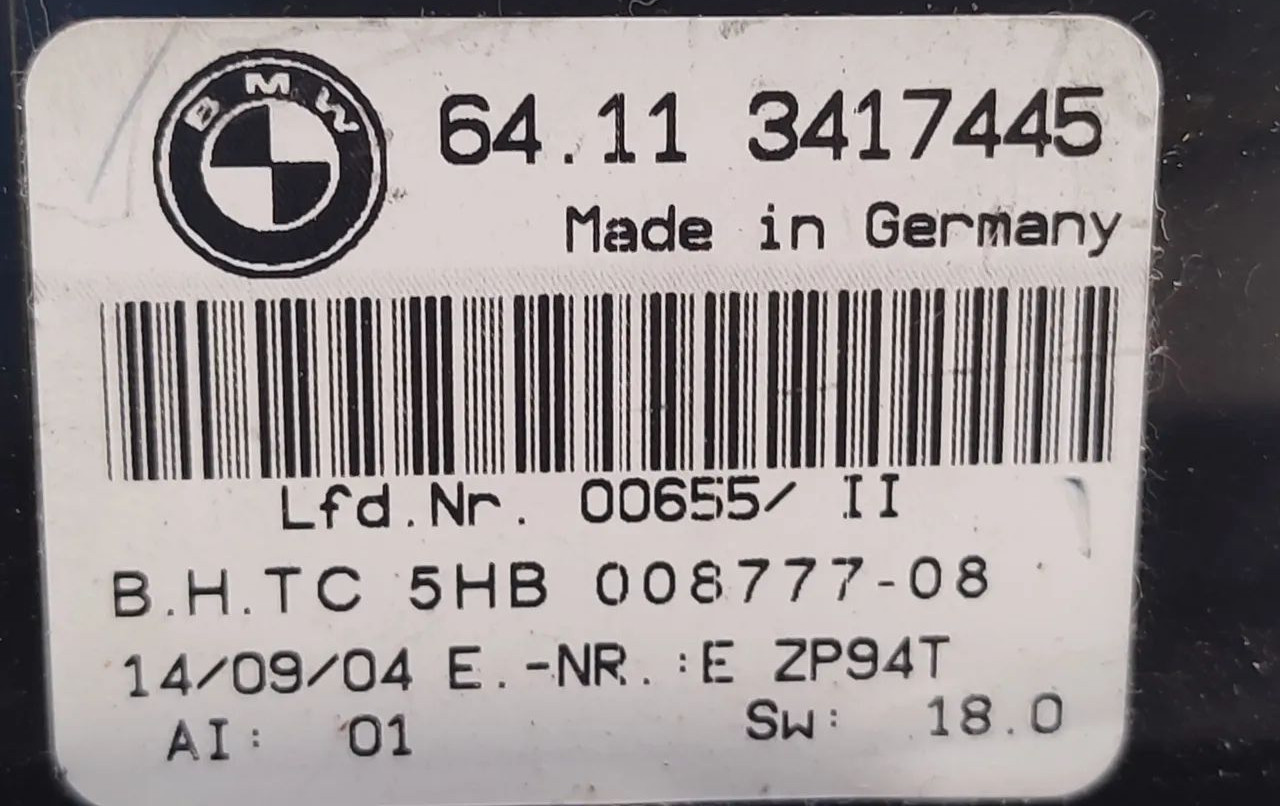 BMW
64.11 3417445
Made in Germany
Lfd.Nr. 00655/ II
B.H.TC 5HB 008777-08
14/09/04 E.-NR.:E ZP94T
AI: 01 Sw: 18.0